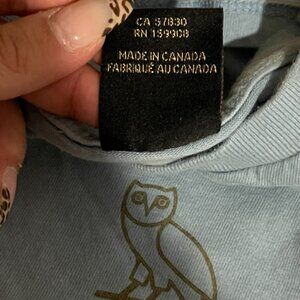 CA 57830
RN 159908
MADE IN CANADA
FABRIQUÉ AU CANADA